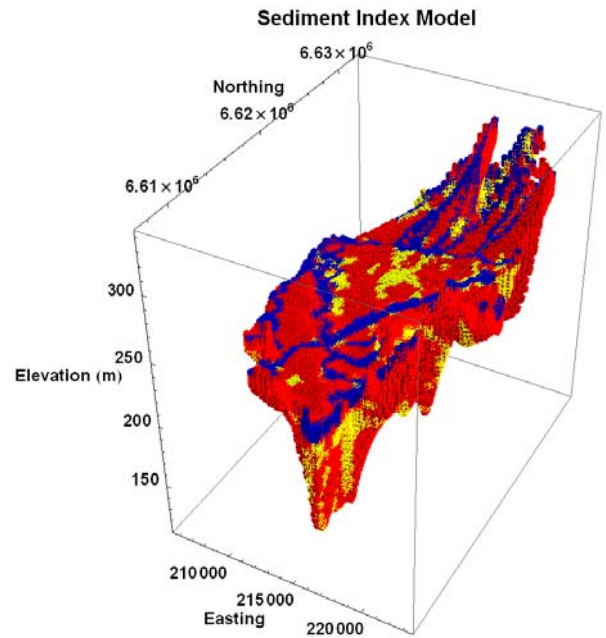 Sediment Index Model
6.63×10⁶
Northing
6.62×10⁶
6.61×10⁶
300
250
Elevation (m)
200
150
210000
215000
Easting
220000